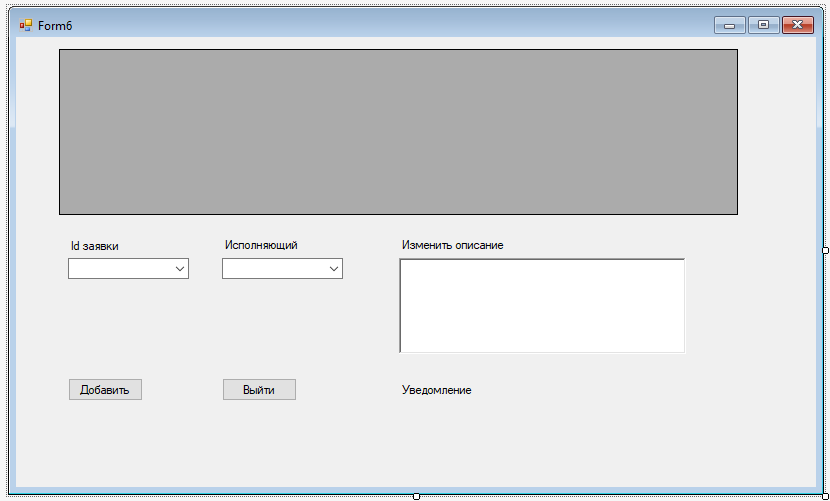 Form6
Id заявки
Исполняющий
Изменить описание
Добавить
Выйти
Уведомление